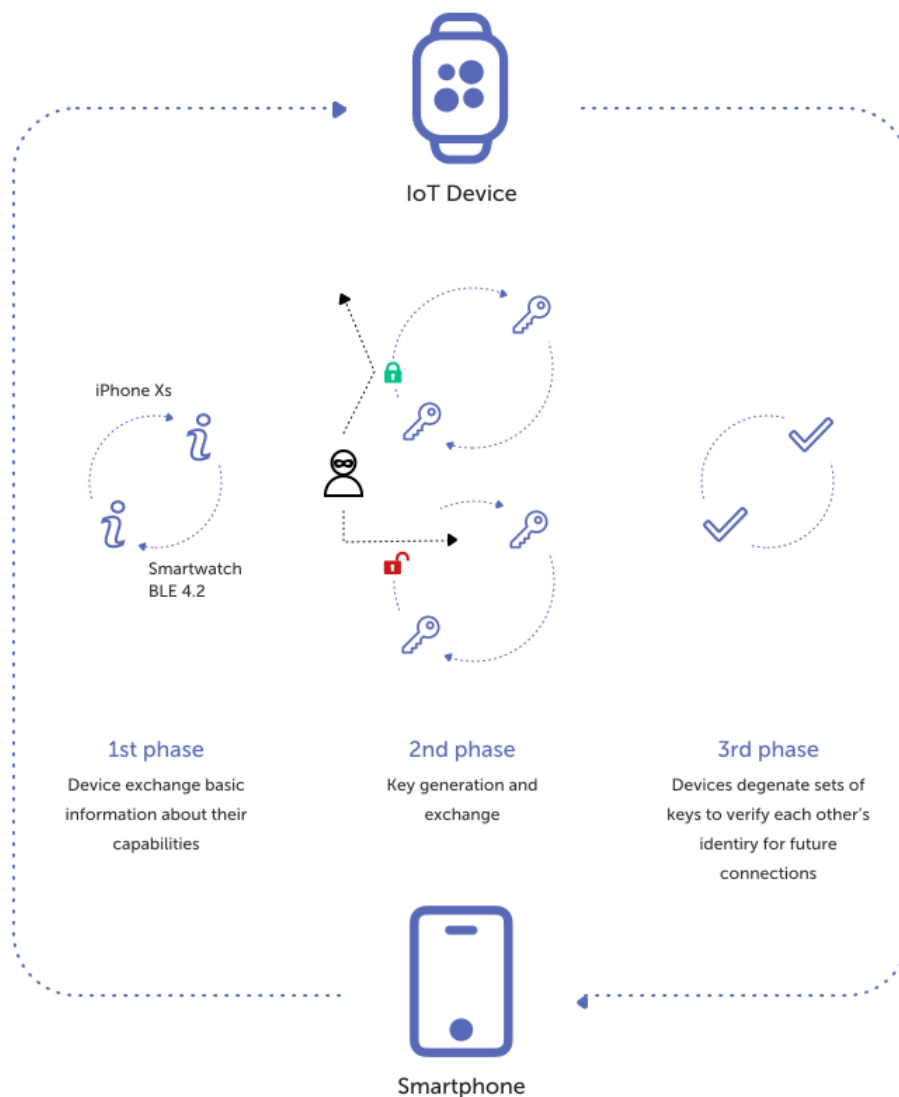 IoT Device
iPhone Xs
Smartwatch
BLE 4.2
1st phase
Device exchange basic
information about their
capabilities
2nd phase
Key generation and
exchange
3rd phase
Devices degenate sets of
keys to verify each other’s
identiry for future
connections
Smartphone